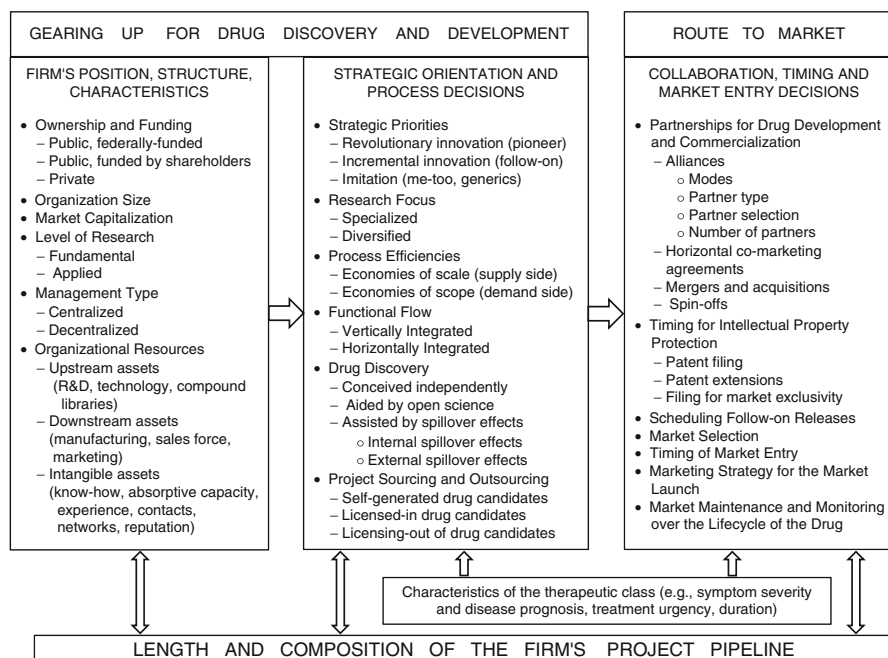 GEARING UP FOR DRUG DISCOVERY AND DEVELOPMENT
FIRM'S POSITION, STRUCTURE,
CHARACTERISTICS
• Ownership and Funding
– Public, federally-funded
– Public, funded by shareholders
– Private
• Organization Size
• Market Capitalization
• Level of Research
– Fundamental
– Applied
• Management Type
– Centralized
– Decentralized
• Organizational Resources
– Upstream assets
(R&D, technology, compound
libraries)
– Downstream assets
(manufacturing, sales force,
marketing)
– Intangible assets
(know-how, absorptive capacity,
experience, contacts,
networks, reputation)
STRATEGIC ORIENTATION AND
PROCESS DECISIONS
• Strategic Priorities
– Revolutionary innovation (pioneer)
– Incremental innovation (follow-on)
– Imitation (me-too, generics)
• Research Focus
– Specialized
– Diversified
• Process Efficiencies
– Economies of scale (supply side)
– Economies of scope (demand side)
• Functional Flow
– Vertically Integrated
– Horizontally Integrated
• Drug Discovery
– Conceived independently
– Aided by open science
– Assisted by spillover effects
○ Internal spillover effects
○ External spillover effects
• Project Sourcing and Outsourcing
– Self-generated drug candidates
– Licensed-in drug candidates
– Licensing-out of drug candidates
ROUTE TO MARKET
COLLABORATION, TIMING AND
MARKET ENTRY DECISIONS
• Partnerships for Drug Development
and Commercialization
– Alliances
○ Modes
○ Partner type
○ Partner selection
○ Number of partners
– Horizontal co-marketing
agreements
– Mergers and acquisitions
– Spin-offs
• Timing for Intellectual Property
Protection
– Patent filing
– Patent extensions
– Filing for market exclusivity
• Scheduling Follow-on Releases
• Market Selection
• Timing of Market Entry
• Marketing Strategy for the Market
Launch
• Market Maintenance and Monitoring
over the Lifecycle of the Drug
Characteristics of the therapeutic class (e.g., symptom severity
and disease prognosis, treatment urgency, duration)
LENGTH AND COMPOSITION OF THE FIRM'S PROJECT PIPELINE